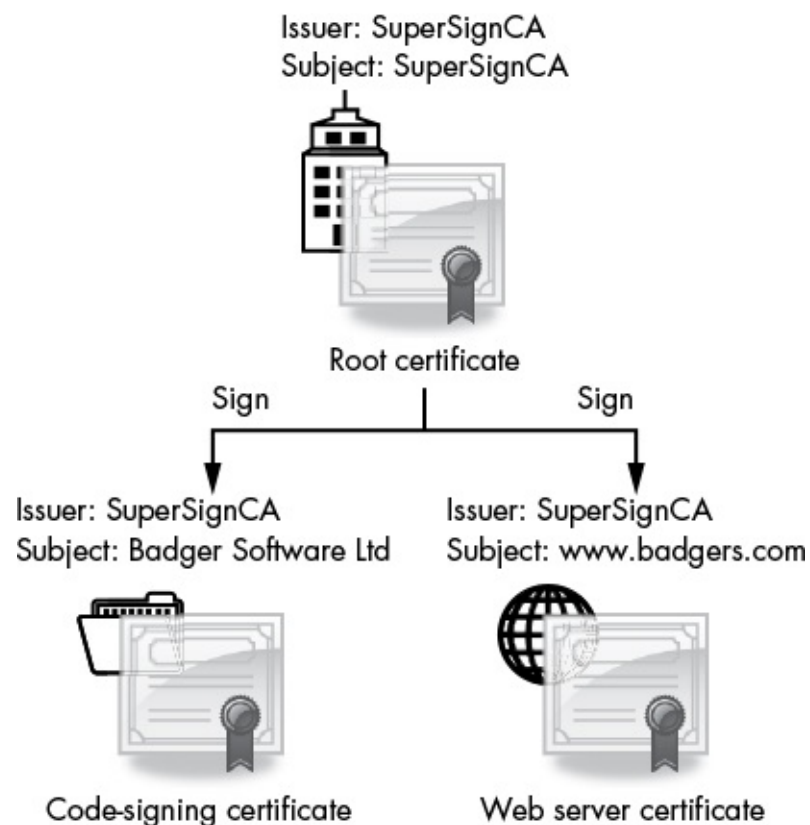 Issuer: SuperSignCA
Subject: SuperSignCA
Root certificate
Sign
Sign
Issuer: SuperSignCA
Subject: Badger Software Ltd
Issuer: SuperSignCA
Subject: www.badgers.com
Code-signing certificate
Web server certificate